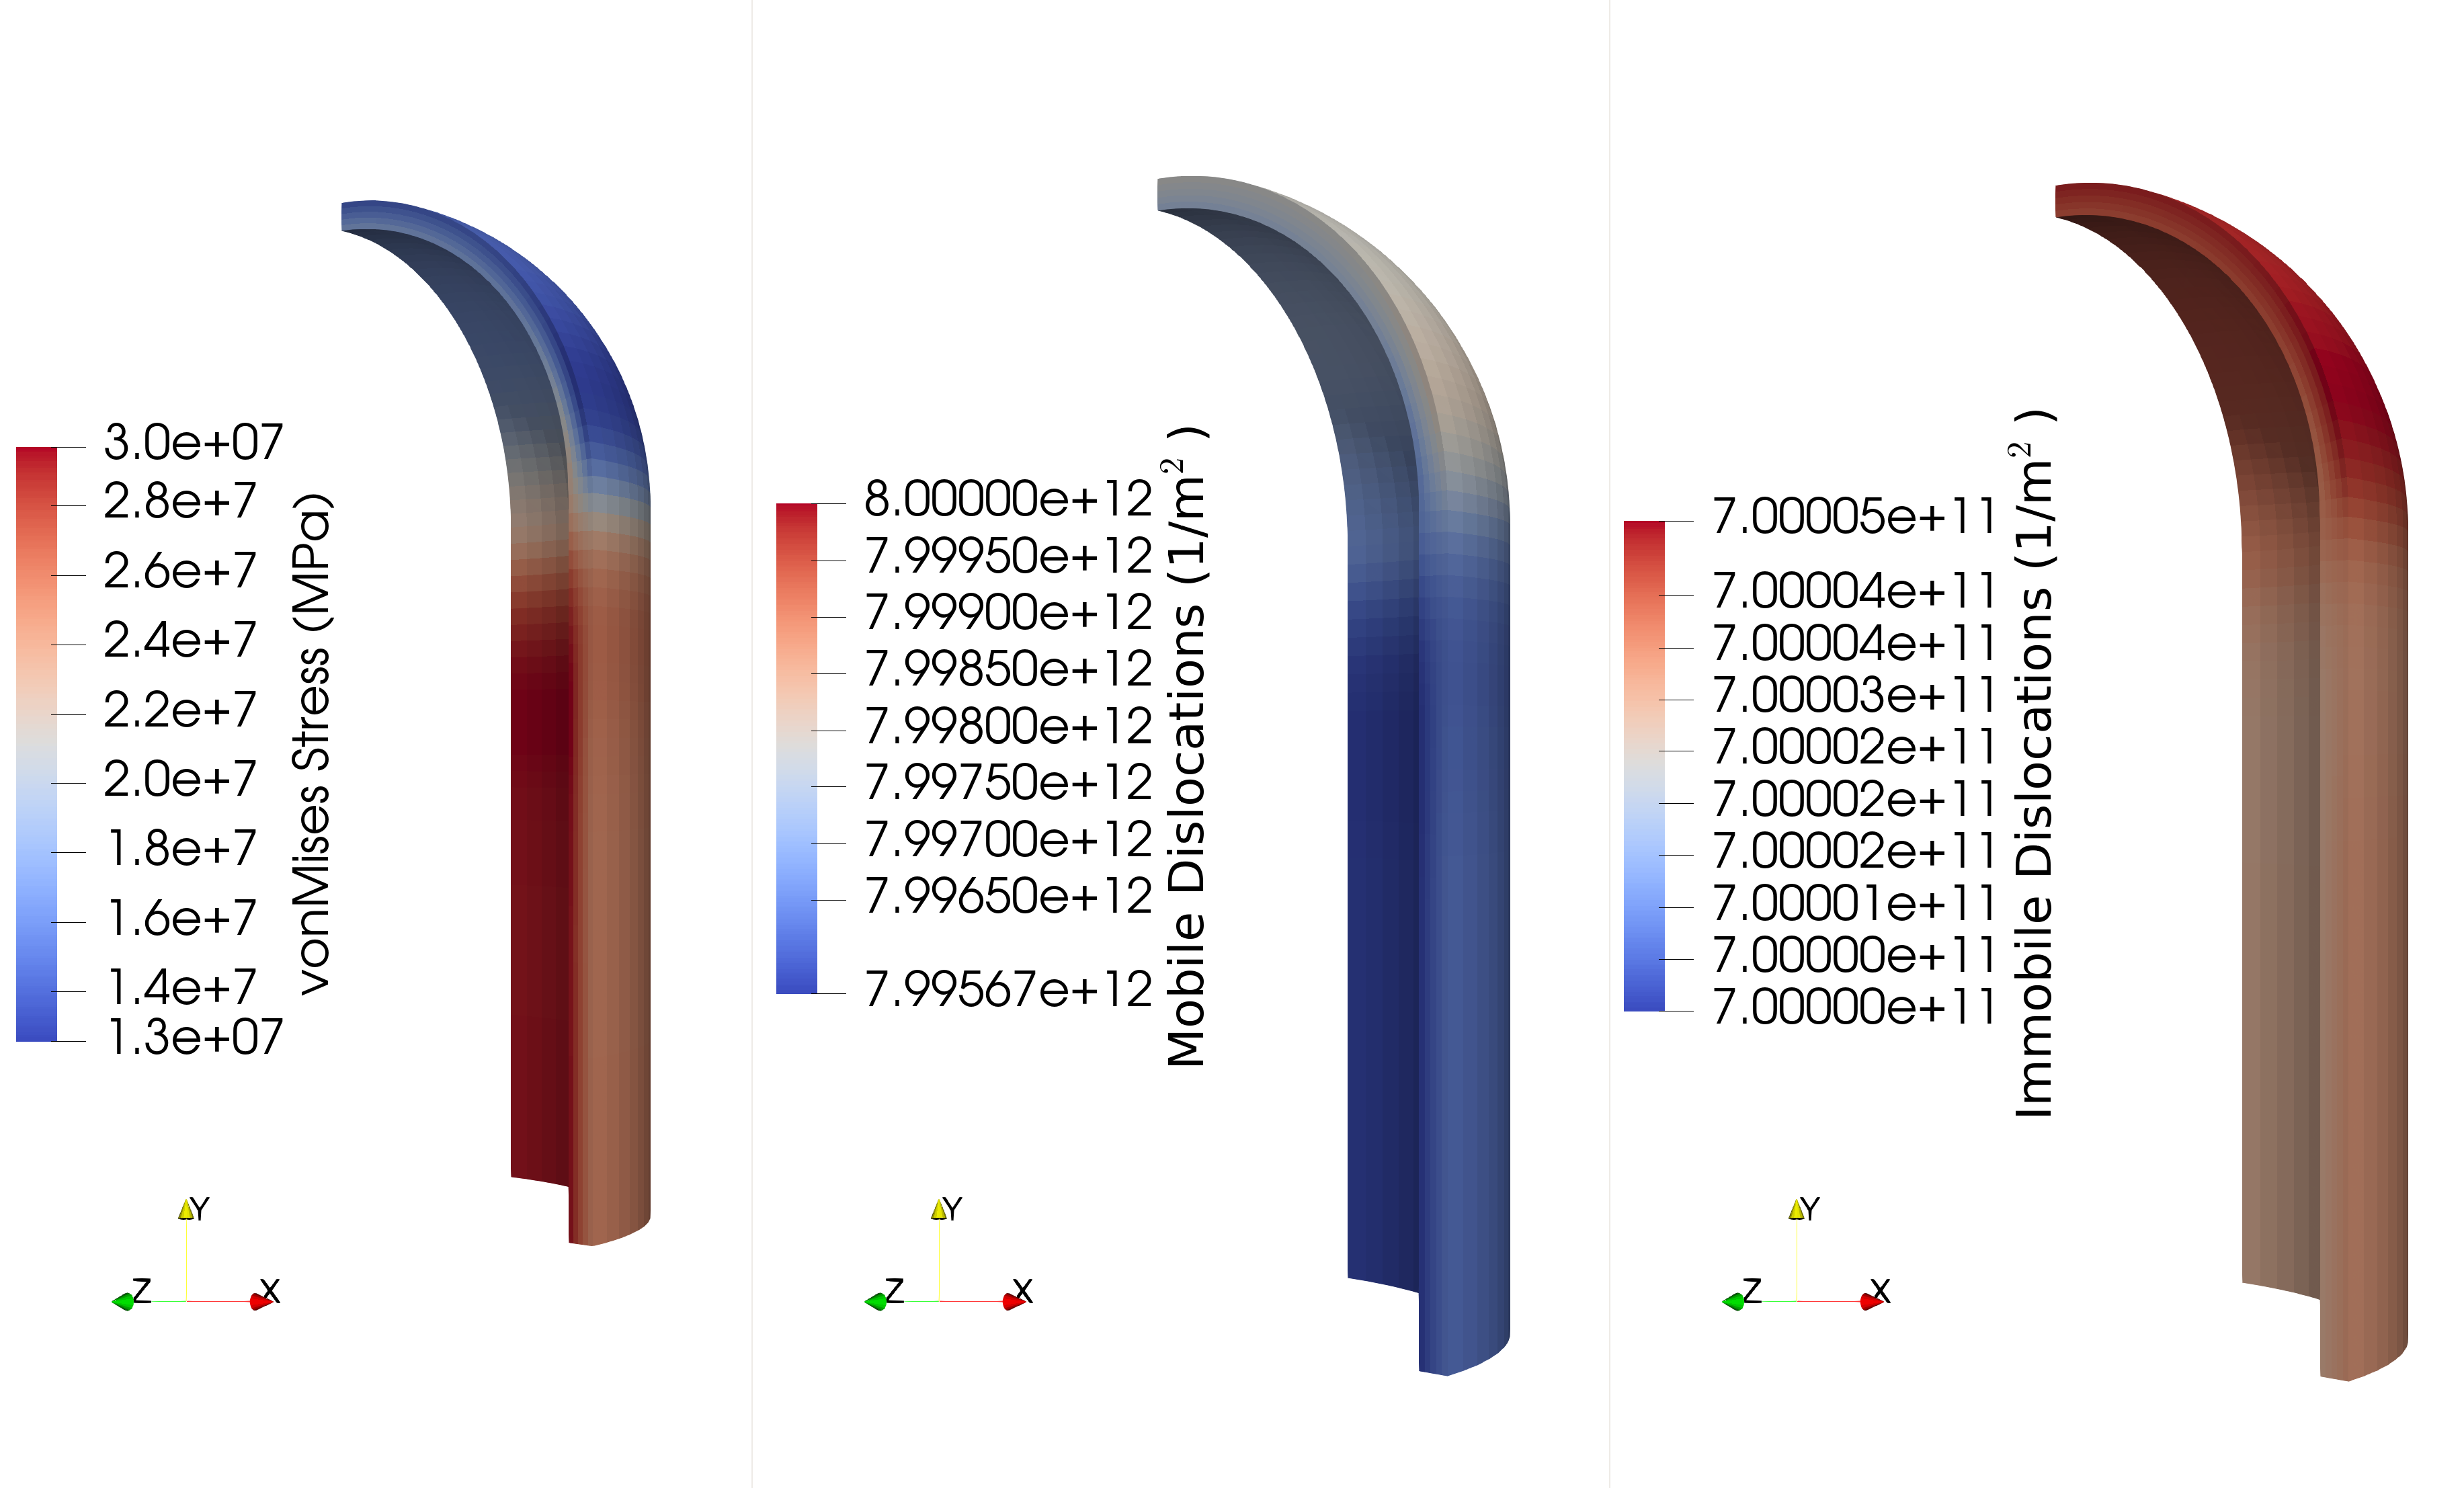 3.0e+07
2.8e+7
2.6e+7
2.4e+7
2.2e+7
2.0e+7
1.8e+7
1.6e+7
1.4e+7
1.3e+07
vonMises Stress (MPa)
Y
Z
X
8.00000e+12
7.99950e+12
7.99900e+12
7.99850e+12
7.99800e+12
7.99750e+12
7.99700e+12
7.99650e+12
7.99567e+12
Mobile Dislocations (1/m²)
Y
Z
X
7.00005e+11
7.00004e+11
7.00004e+11
7.00003e+11
7.00002e+11
7.00002e+11
7.00002e+11
7.00001e+11
7.00000e+11
7.00000e+11
Immobile Dislocations (1/m²)
Y
Z
X